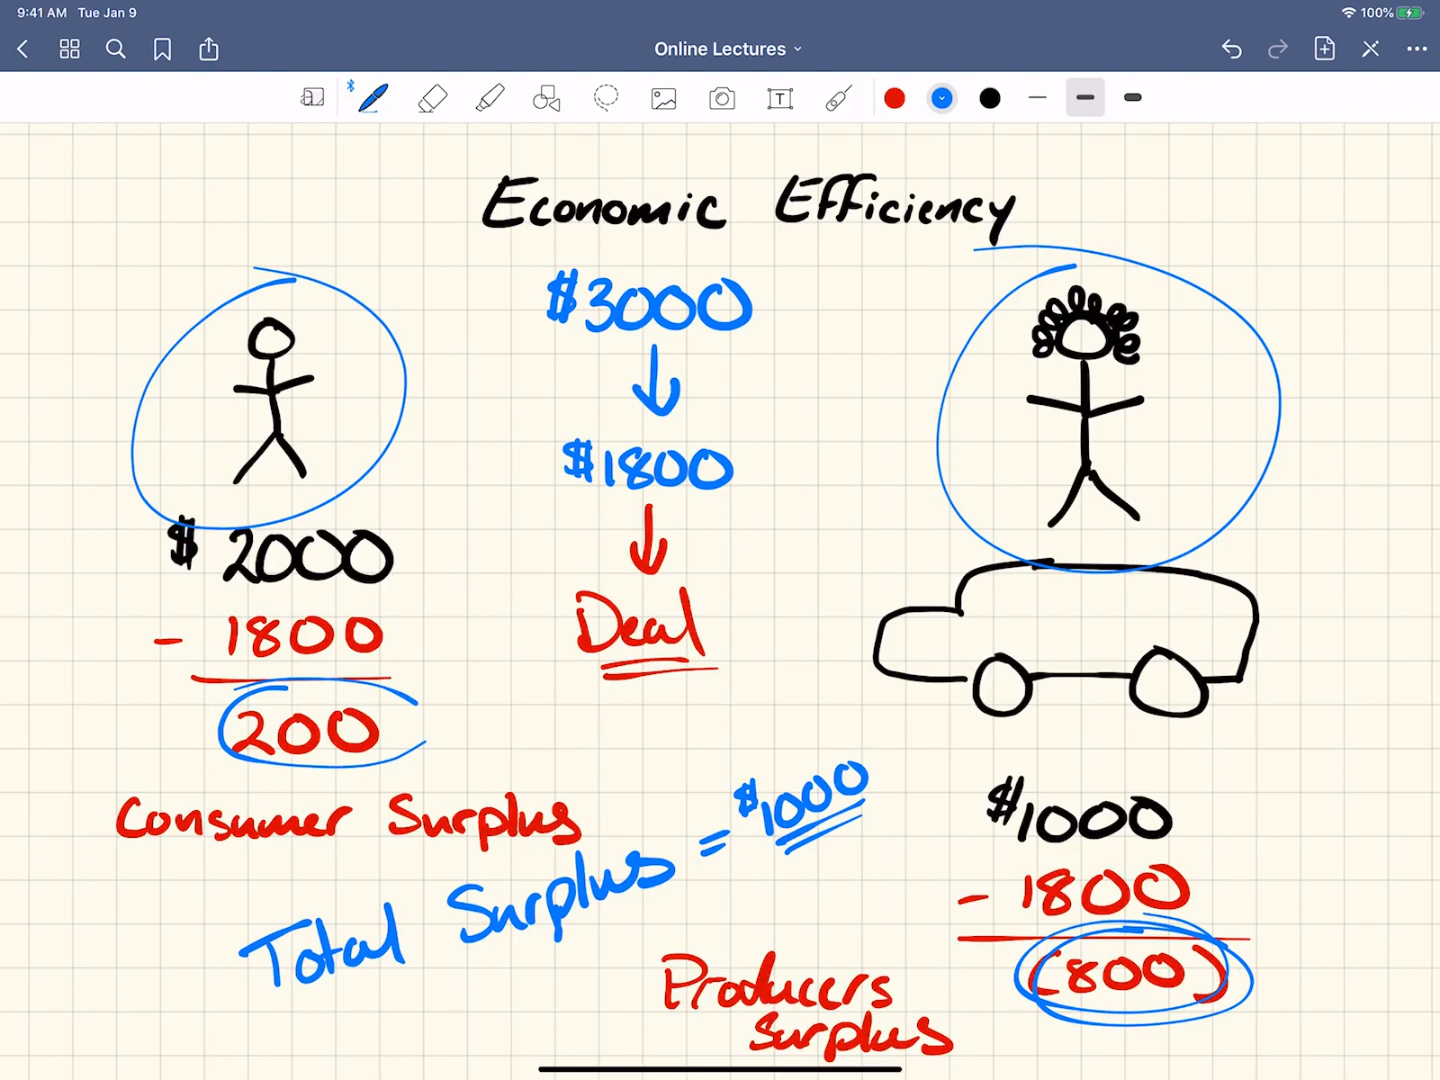 9:41 AM Tue Jan 9
100%
Online Lectures
T
Economic Efficiency
$3000
$1800
Deal
$ 2000
- 1800
200
Consumer Surplus
Total Surplus = $1000
$1000
- 1800
(800)
Producers
Surplus